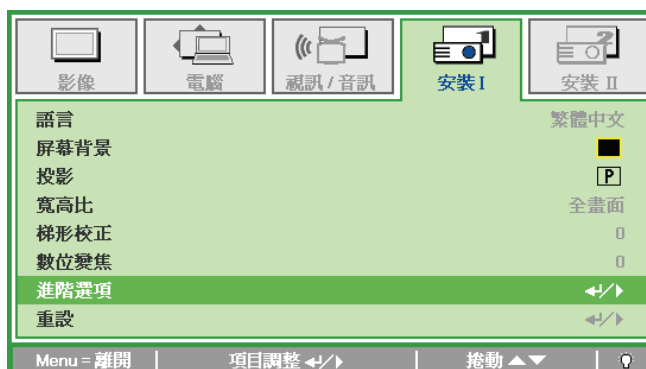 影像 電腦 視訊 / 音訊 安裝 I 安裝 II
語言 繁體中文
屏幕背景
投影 P
寬高比 全畫面
梯形校正 0
數位變焦 0
進階選項 ↵/▶
重設 ↵/▶
Menu = 離開 項目調整 ↵/▶ 捲動 ▲▼